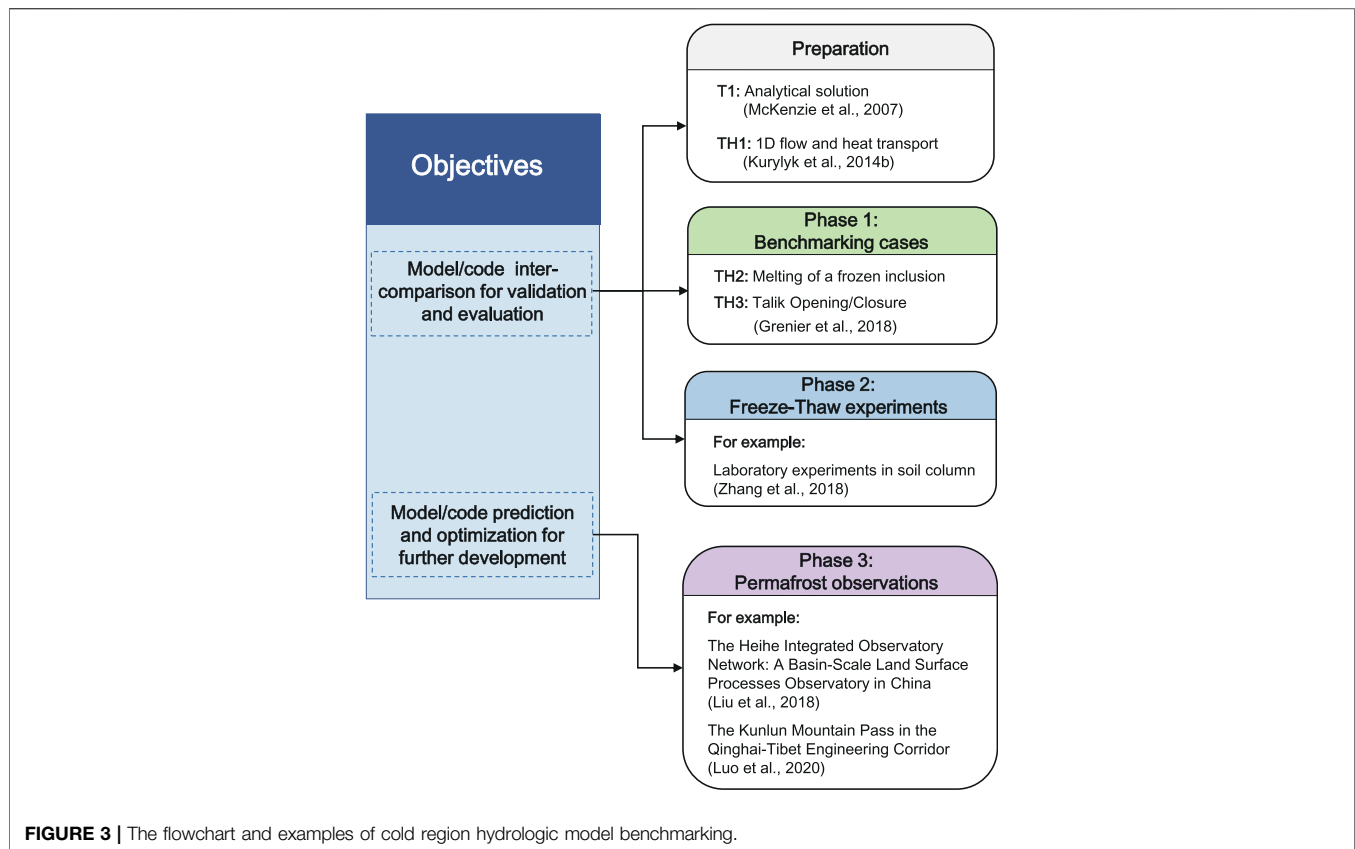 Objectives
Model/code inter-
comparison for validation
and evaluation
Model/code prediction
and optimization for
further development
Preparation
T1: Analytical solution
(McKenzie et al., 2007)
TH1: 1D flow and heat transport
(Kurylyk et al., 2014b)
Phase 1:
Benchmarking cases
TH2: Melting of a frozen inclusion
TH3: Talik Opening/Closure
(Grenier et al., 2018)
Phase 2:
Freeze-Thaw experiments
For example:
Laboratory experiments in soil column
(Zhang et al., 2018)
Phase 3:
Permafrost observations
For example:
The Heihe Integrated Observatory
Network: A Basin-Scale Land Surface
Processes Observatory in China
(Liu et al., 2018)
The Kunlun Mountain Pass in the
Qinghai-Tibet Engineering Corridor
(Luo et al., 2020)
FIGURE 3 | The flowchart and examples of cold region hydrologic model benchmarking.